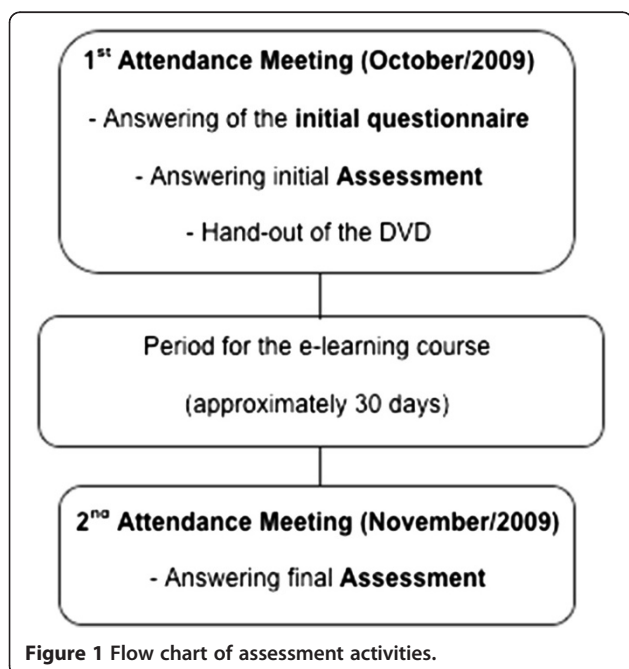 1st Attendance Meeting (October/2009)
- Answering of the initial questionnaire
- Answering initial Assessment
- Hand-out of the DVD
Period for the e-learning course
(approximately 30 days)
2nd Attendance Meeting (November/2009)
- Answering final Assessment
Figure 1 Flow chart of assessment activities.